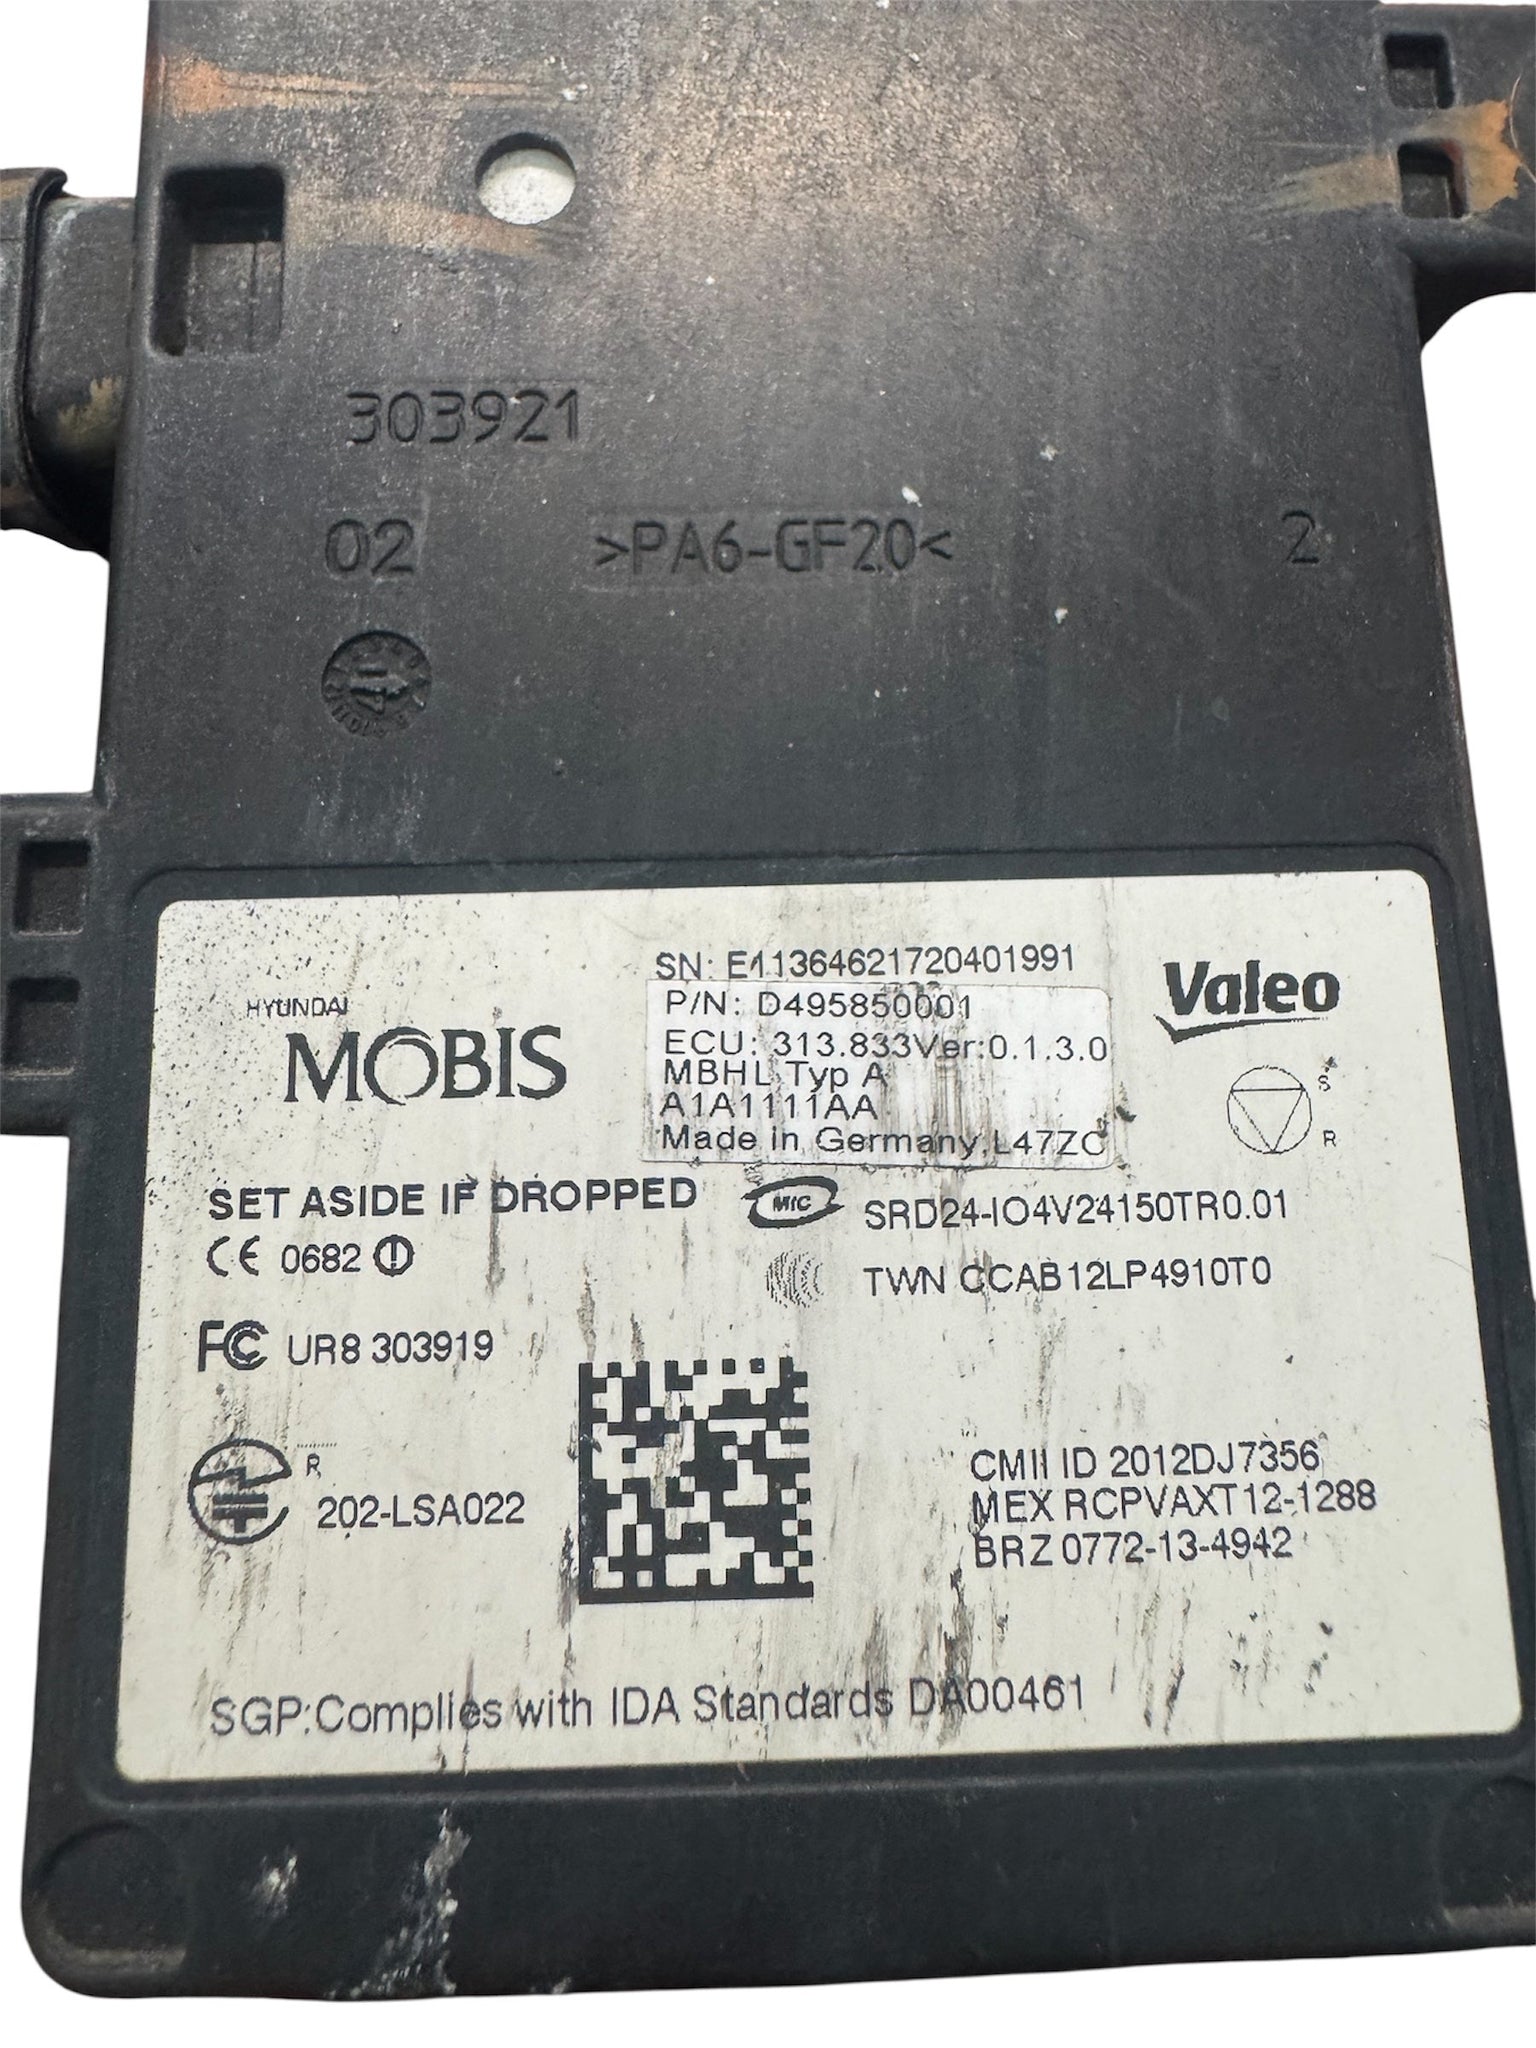 303921
02 >PA6-GF20< 2
SN: E11364621720401991
P/N: D495850001
ECU: 313.833Ver:0.1.3.0
MBHL Typ A
A1A1111AA
Made in Germany, L47ZC
HYUNDAI
MOBIS
Valeo
S
R
SET ASIDE IF DROPPED
MIC SRD24-IO4V24150TR0.01
CE 0682
TWN CCAB12LP4910T0
FC UR8 303919
R
202-LSA022
CMII ID 2012DJ7356
MEX RCPVAXT12-1288
BRZ 0772-13-4942
SGP:Complies with IDA Standards DA00461